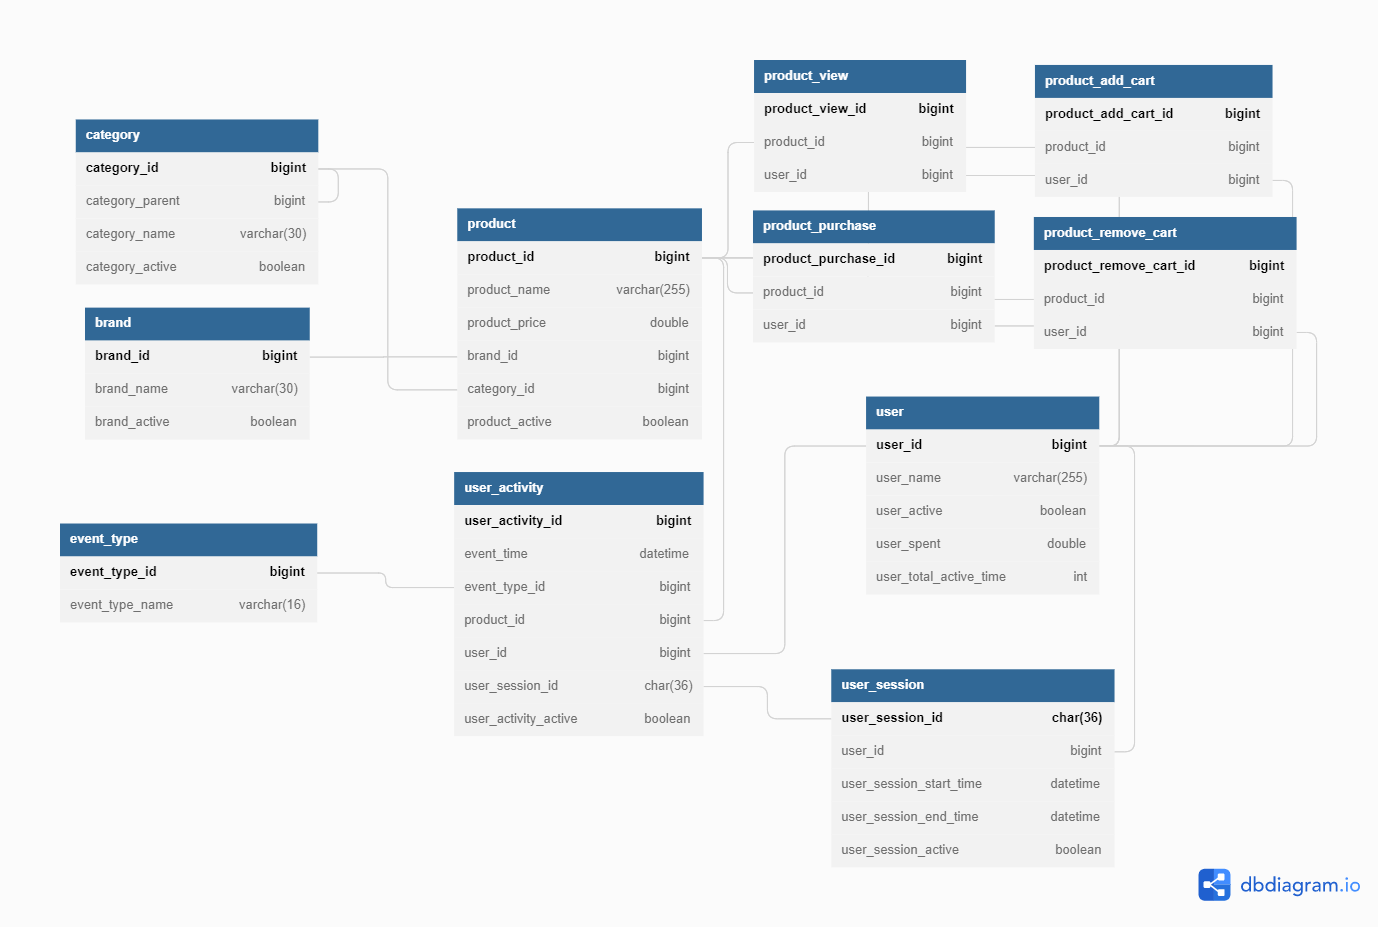 category
category_id bigint
category_parent bigint
category_name varchar(30)
category_active boolean
brand
brand_id bigint
brand_name varchar(30)
brand_active boolean
event_type
event_type_id bigint
event_type_name varchar(16)
product
product_id bigint
product_name varchar(255)
product_price double
brand_id bigint
category_id bigint
product_active boolean
user_activity
user_activity_id bigint
event_time datetime
event_type_id bigint
product_id bigint
user_id bigint
user_session_id char(36)
user_activity_active boolean
product_view
product_view_id bigint
product_id bigint
user_id bigint
product_purchase
product_purchase_id bigint
product_id bigint
user_id bigint
product_add_cart
product_add_cart_id bigint
product_id bigint
user_id bigint
product_remove_cart
product_remove_cart_id bigint
product_id bigint
user_id bigint
user
user_id bigint
user_name varchar(255)
user_active boolean
user_spent double
user_total_active_time int
user_session
user_session_id char(36)
user_id bigint
user_session_start_time datetime
user_session_end_time datetime
user_session_active boolean
dbdiagram.io